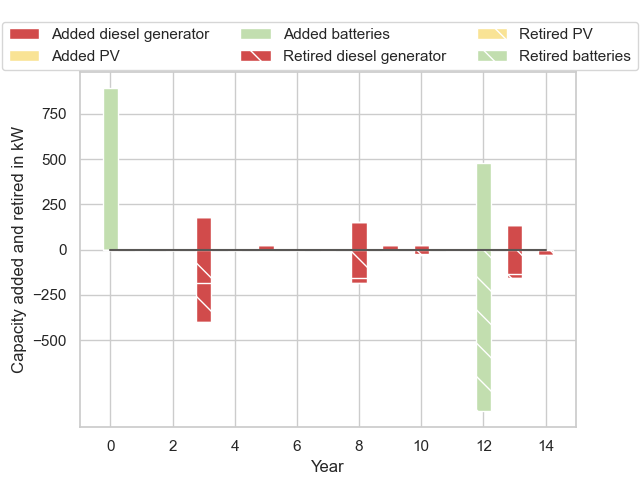 Added diesel generator
Added PV
Added batteries
Retired diesel generator
Retired PV
Retired batteries
Capacity added and retired in kW
750
500
250
0
−250
−500
0 2 4 6 8 10 12 14
Year